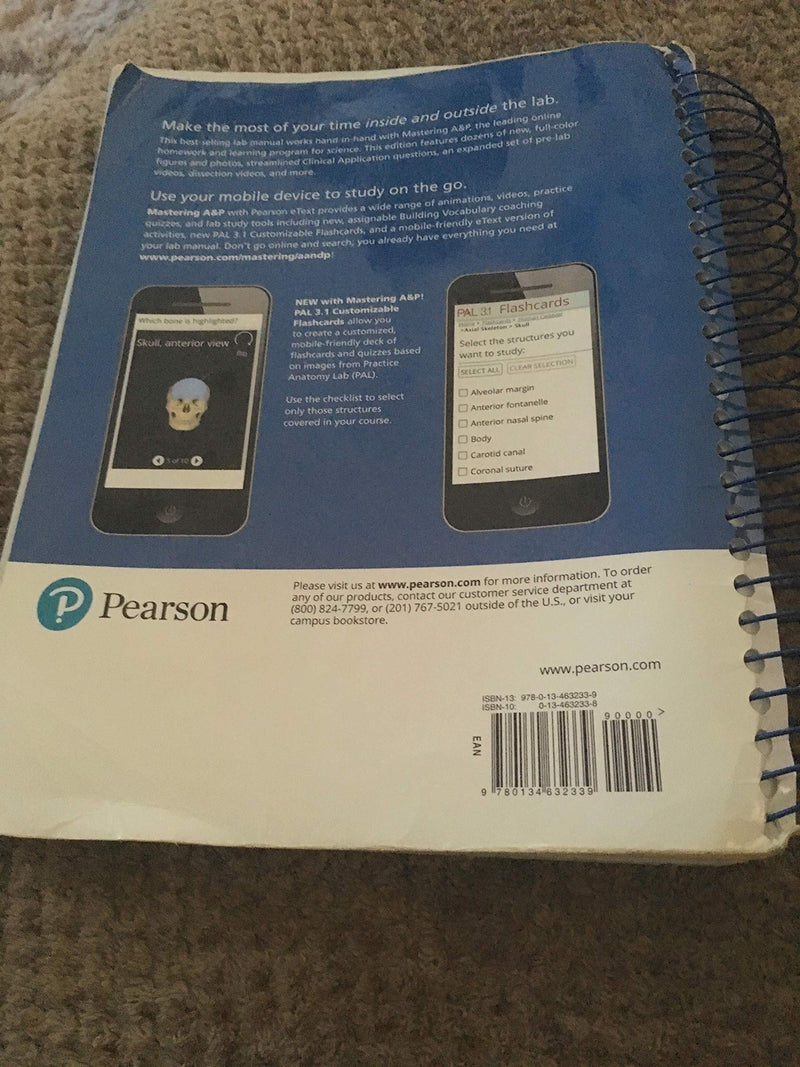 Make the most of your time inside and outside the lab.
This best-selling lab manual works hand-in-hand with Mastering A&P, the leading online
homework and learning program for science. This edition features dozens of new, full-color
figures and photos, streamlined Clinical Application questions, an expanded set of pre-lab
videos, dissection videos, and more.
Use your mobile device to study on the go.
Mastering A&P with Pearson eText provides a wide range of animations, videos, practice
quizzes, and lab study tools including new, assignable Building Vocabulary coaching
activities, new PAL 3.1 Customizable Flashcards, and a mobile-friendly eText version of
your lab manual. Don't go online and search; you already have everything you need at
www.pearson.com/mastering/aandp!
Which bone is highlighted?
Skull, anterior view
5 of 10
NEW with Mastering A&P!
PAL 3.1 Customizable
Flashcards allow you
to create a customized,
mobile-friendly deck of
flashcards and quizzes based
on images from Practice
Anatomy Lab (PAL).
Use the checklist to select
only those structures
covered in your course.
PAL 3.1 Flashcards
Axial Skeleton > Skull
Select the structures you
want to study:
SELECT ALL CLEAR SELECTION
Alveolar margin
Anterior fontanelle
Anterior nasal spine
Body
Carotid canal
Coronal suture
P Pearson
Please visit us at www.pearson.com for more information. To order
any of our products, contact our customer service department at
(800) 824-7799, or (201) 767-5021 outside of the U.S., or visit your
campus bookstore.
www.pearson.com
ISBN-13: 978-0-13-463233-9
ISBN-10: 0-13-463233-8
90000>
EAN
9 780134 632339